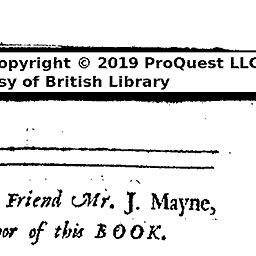 opyright © 2019 ProQuest LLC
sy of British Library
Friend Mr. J. Mayne,
or of this BOOK.